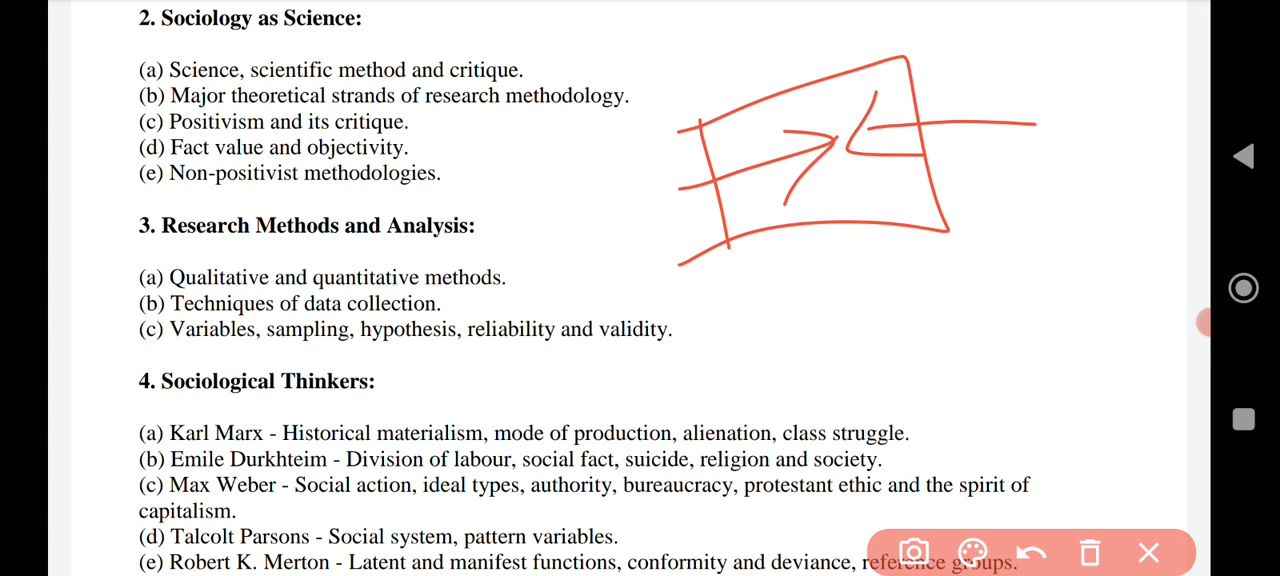 2. Sociology as Science:
(a) Science, scientific method and critique.
(b) Major theoretical strands of research methodology.
(c) Positivism and its critique.
(d) Fact value and objectivity.
(e) Non-positivist methodologies.
3. Research Methods and Analysis:
(a) Qualitative and quantitative methods.
(b) Techniques of data collection.
(c) Variables, sampling, hypothesis, reliability and validity.
4. Sociological Thinkers:
(a) Karl Marx - Historical materialism, mode of production, alienation, class struggle.
(b) Emile Durkhteim - Division of labour, social fact, suicide, religion and society.
(c) Max Weber - Social action, ideal types, authority, bureaucracy, protestant ethic and the spirit of
capitalism.
(d) Talcolt Parsons - Social system, pattern variables.
(e) Robert K. Merton - Latent and manifest functions, conformity and deviance, reference groups.